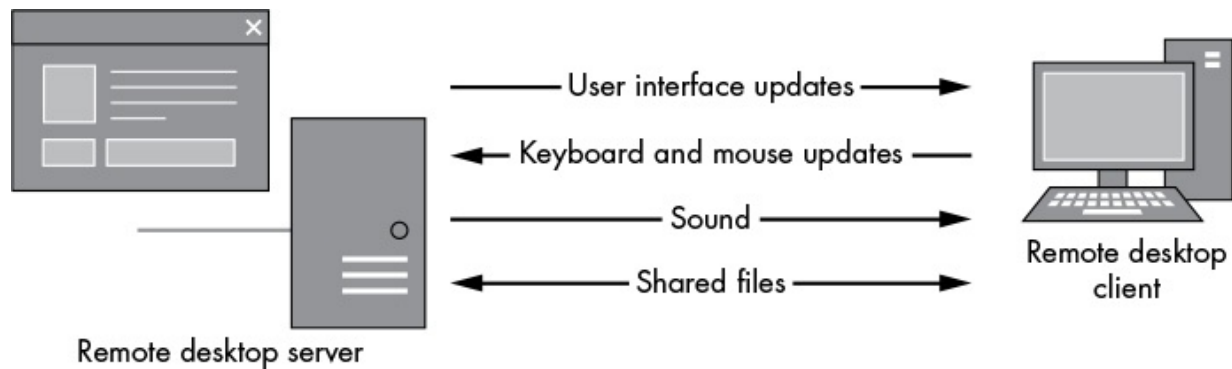 User interface updates
Keyboard and mouse updates
Sound
Shared files
Remote desktop
client
Remote desktop server